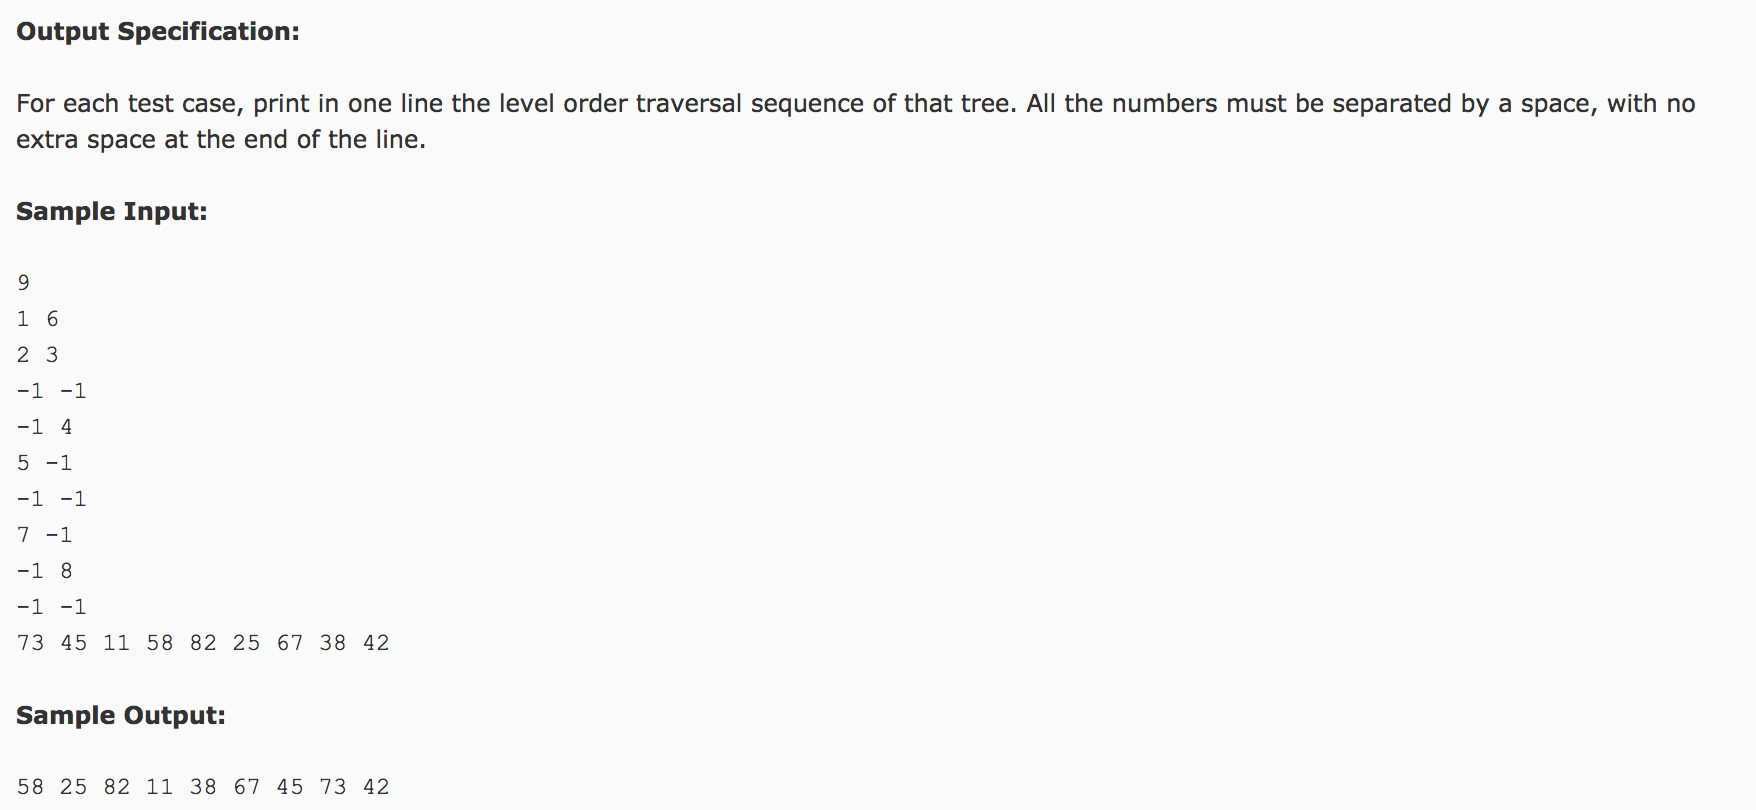 Output Specification:
For each test case, print in one line the level order traversal sequence of that tree. All the numbers must be separated by a space, with no
extra space at the end of the line.
Sample Input:
9
1 6
2 3
-1 -1
-1 4
5 -1
-1 -1
7 -1
-1 8
-1 -1
73 45 11 58 82 25 67 38 42
Sample Output:
58 25 82 11 38 67 45 73 42